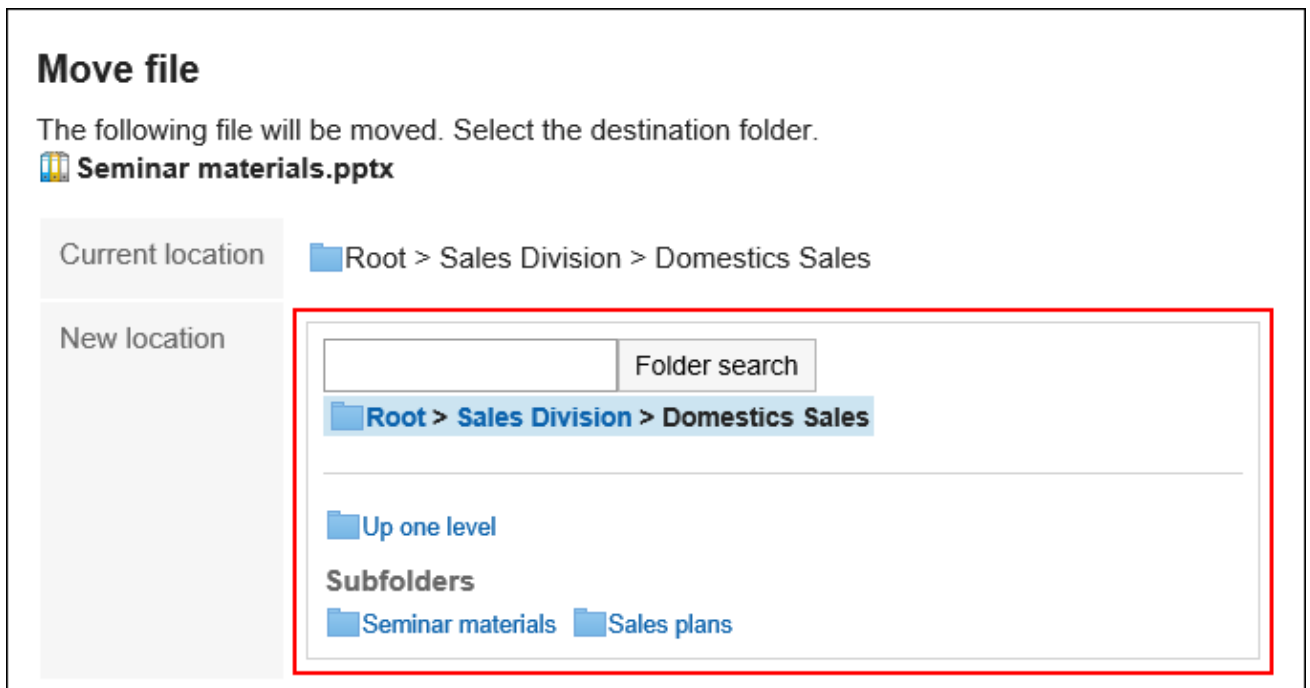 Move file
The following file will be moved. Select the destination folder.
Seminar materials.pptx
Current location
Root > Sales Division > Domestics Sales
New location
Folder search
Root > Sales Division > Domestics Sales
Up one level
Subfolders
Seminar materials Sales plans